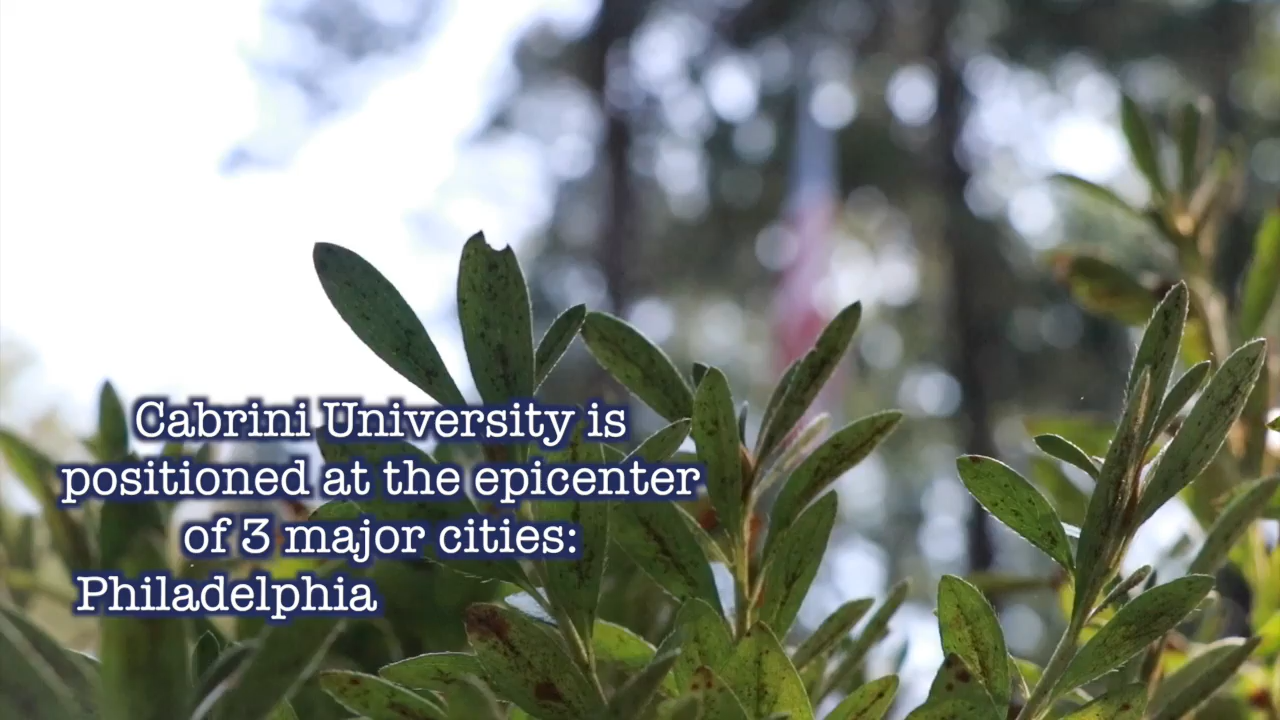 Cabrini University is
positioned at the epicenter
of 3 major cities:
Philadelphia